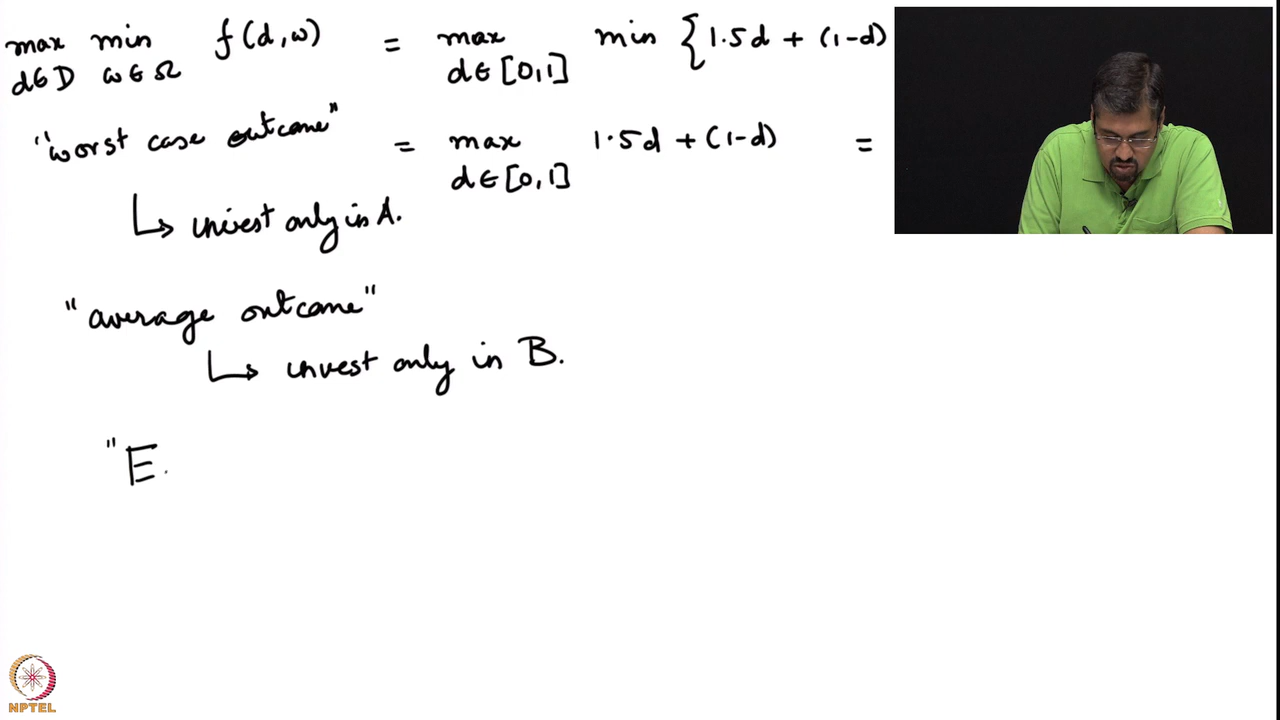 max min f(d,ω) = max min {1.5d + (1-d)
d∈D ω∈Ω d∈[0,1]
"worst case outcome" = max 1.5d + (1-d) =
d∈[0,1]
↳ invest only in A.
"average outcome"
↳ invest only in B.
"E.
NPTEL